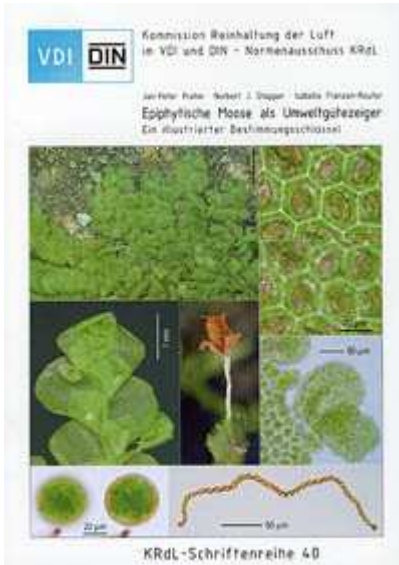 Kommission Reinhaltung der Luft
im VDI und DIN - Normenausschuss KRdL
VDI DIN
Jan-Peter Frahm Norbert J. Stapper Isabelle Franzen-Reuter
Epiphytische Moose als Umweltgütezeiger
Ein illustrierter Bestimmungsschlüssel
1 mm
50 µm
20 µm
50 µm
KRdL-Schriftenreihe 40